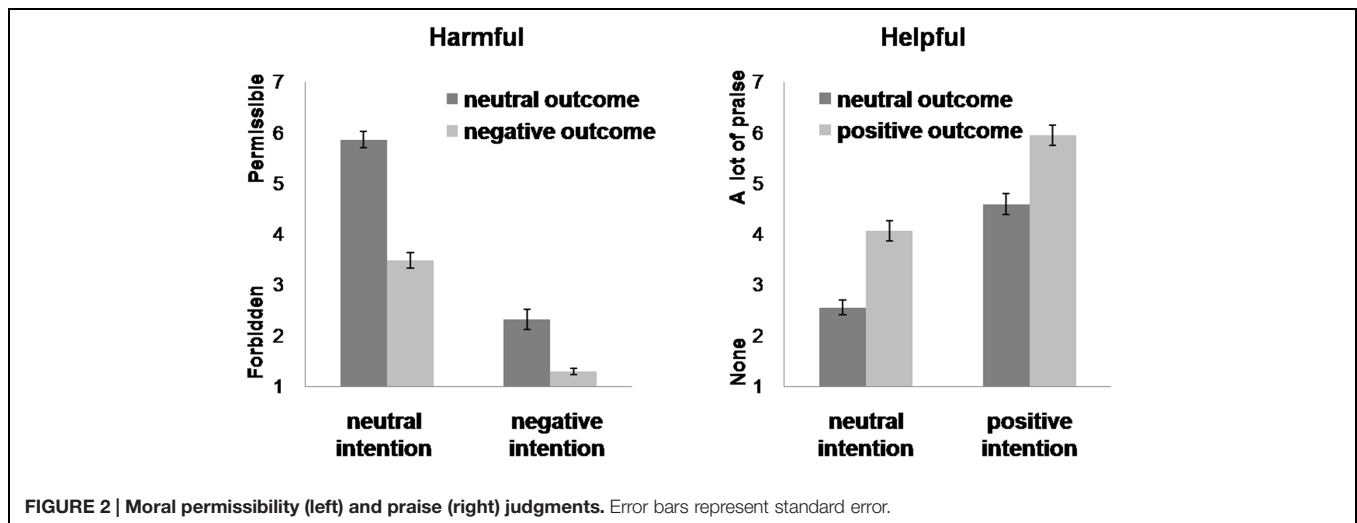 Harmful
Permissible
Forbidden
7
6
5
4
3
2
1
neutral outcome
negative outcome
neutral
intention
negative
intention
Helpful
A lot of praise
None
7
6
5
4
3
2
1
neutral outcome
positive outcome
neutral
intention
positive
intention
FIGURE 2 | Moral permissibility (left) and praise (right) judgments. Error bars represent standard error.